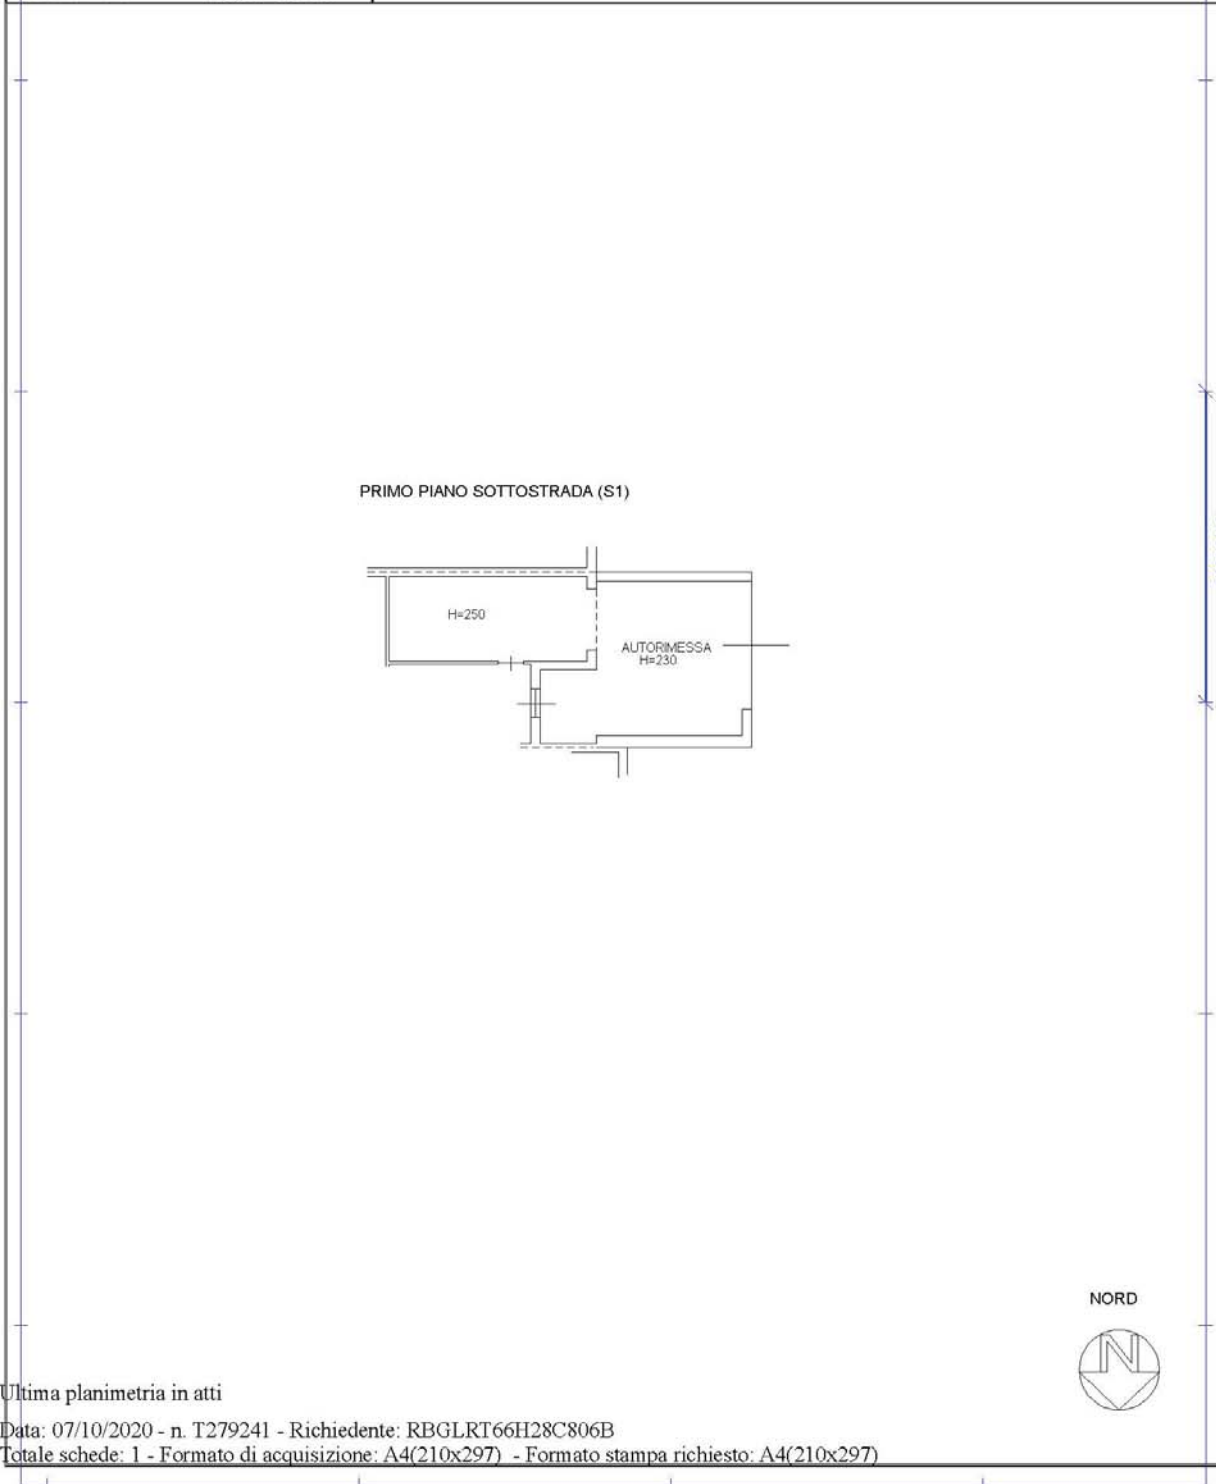 PRIMO PIANO SOTTOSTRADA (S1)
H=250
AUTORIMESSA
H=230
NORD
N
Ultima planimetria in atti
Data: 07/10/2020 - n. T279241 - Richiedente: RBGLRT66H28C806B
Totale schede: 1 - Formato di acquisizione: A4(210x297) - Formato stampa richiesto: A4(210x297)